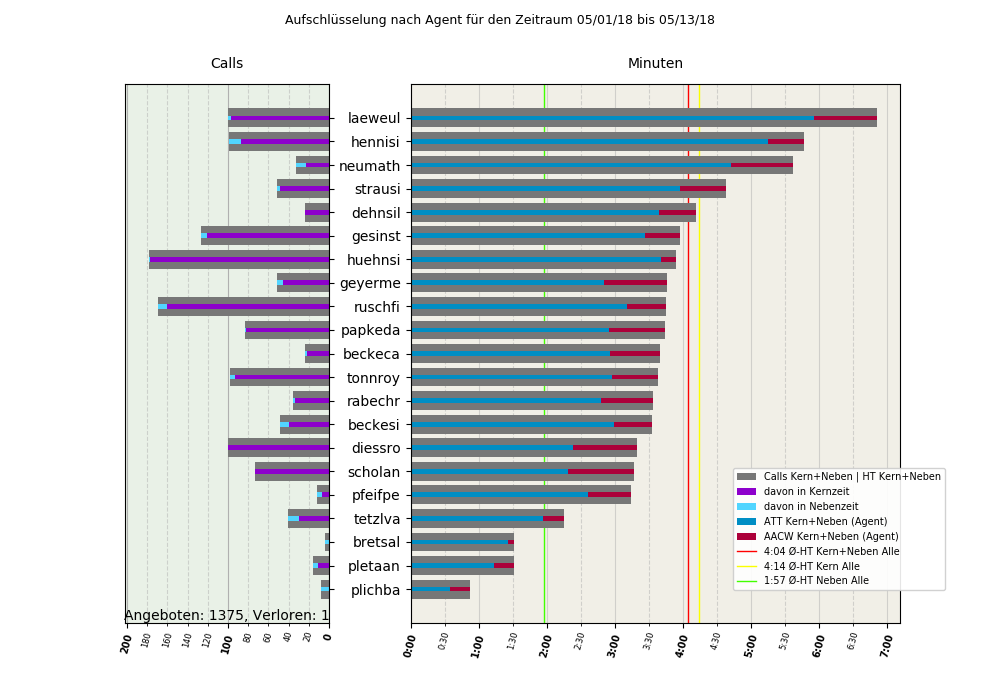 Aufschlüsselung nach Agent für den Zeitraum 05/01/18 bis 05/13/18
Calls
Minuten
laeweul
hennisi
neumath
strausi
dehnsil
gesinst
huehnsi
geyerme
ruschfi
papkeda
beckeca
tonnroy
rabechr
beckesi
diessro
scholan
pfeifpe
tetzlva
bretsal
pletaan
plichba
Calls Kern+Neben | HT Kern+Neben
davon in Kernzeit
davon in Nebenzeit
ATT Kern+Neben (Agent)
AACW Kern+Neben (Agent)
4:04 Ø-HT Kern+Neben Alle
4:14 Ø-HT Kern Alle
1:57 Ø-HT Neben Alle
Angeboten: 1375, Verloren: 1
200 180 160 140 120 100 80 60 40 20 0
0:00 0:30 1:00 1:30 2:00 2:30 3:00 3:30 4:00 4:30 5:00 5:30 6:00 6:30 7:00